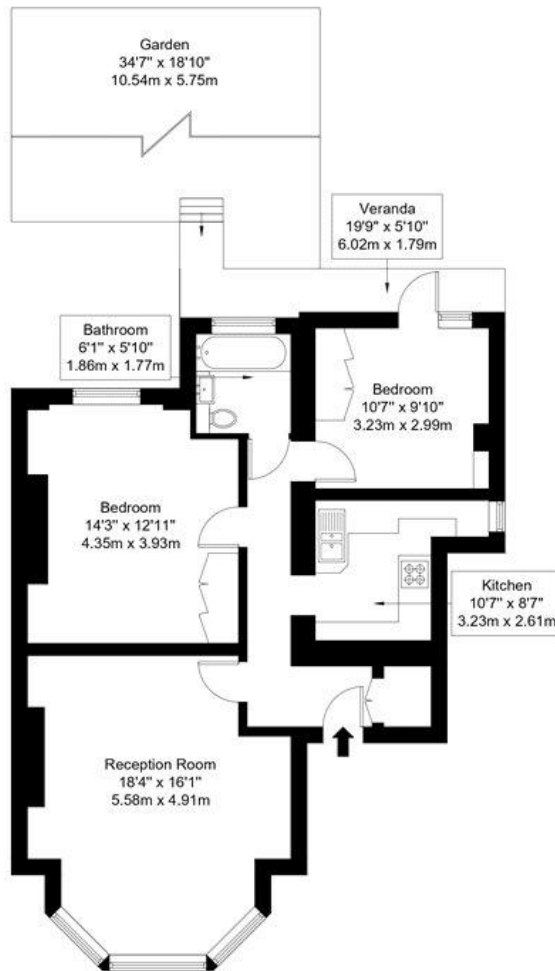 Garden
34'7" x 18'10"
10.54m x 5.75m
Veranda
19'9" x 5'10"
6.02m x 1.79m
Bathroom
6'1" x 5'10"
1.86m x 1.77m
Bedroom
10'7" x 9'10"
3.23m x 2.99m
Bedroom
14'3" x 12'11"
4.35m x 3.93m
Kitchen
10'7" x 8'7"
3.23m x 2.61m
Reception Room
18'4" x 16'1"
5.58m x 4.91m